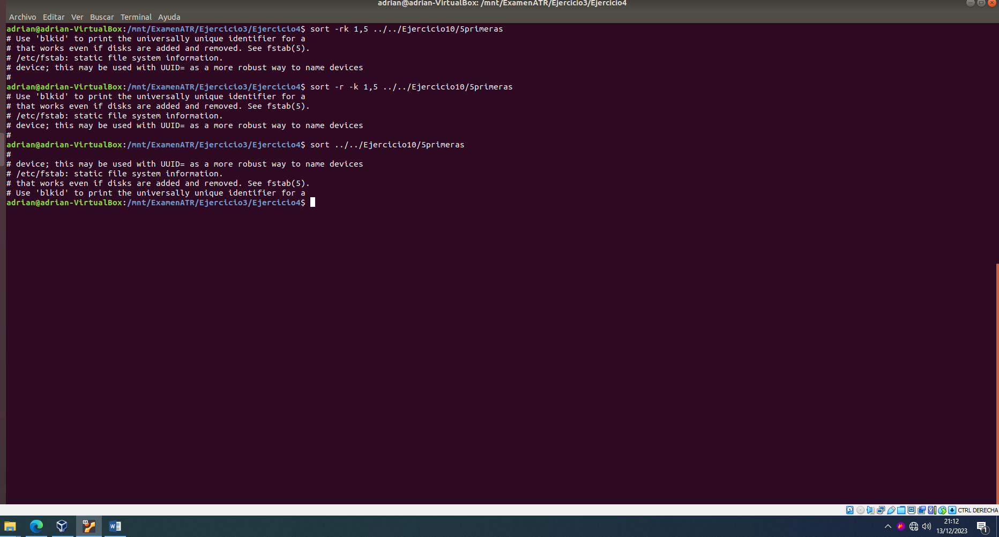 adrian@adrian-VirtualBox: /mnt/ExamenATR/Ejercicio3/Ejercicio4
Archivo Editar Ver Buscar Terminal Ayuda
adrian@adrian-VirtualBox:/mnt/ExamenATR/Ejercicio3/Ejercicio4$ sort -rk 1,5 ../../Ejercicio10/5primeras
# Use 'blkid' to print the universally unique identifier for a
# that works even if disks are added and removed. See fstab(5).
# /etc/fstab: static file system information.
# device; this may be used with UUID= as a more robust way to name devices
#
adrian@adrian-VirtualBox:/mnt/ExamenATR/Ejercicio3/Ejercicio4$ sort -r -k 1,5 ../../Ejercicio10/5primeras
# Use 'blkid' to print the universally unique identifier for a
# that works even if disks are added and removed. See fstab(5).
# /etc/fstab: static file system information.
# device; this may be used with UUID= as a more robust way to name devices
#
adrian@adrian-VirtualBox:/mnt/ExamenATR/Ejercicio3/Ejercicio4$ sort ../../Ejercicio10/5primeras
#
# device; this may be used with UUID= as a more robust way to name devices
# /etc/fstab: static file system information.
# that works even if disks are added and removed. See fstab(5).
# Use 'blkid' to print the universally unique identifier for a
adrian@adrian-VirtualBox:/mnt/ExamenATR/Ejercicio3/Ejercicio4$
CTRL DERECHA
21:12
13/12/2023
1